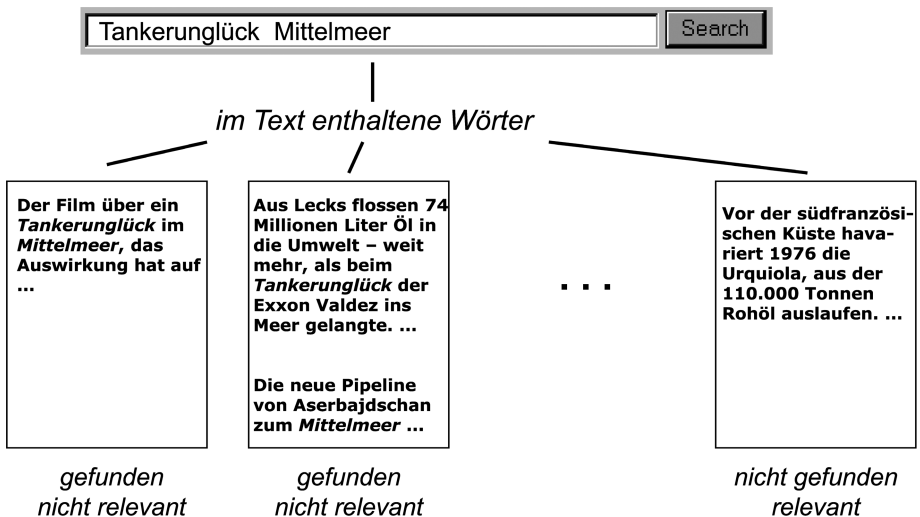 Tankerunglück Mittelmeer
Search
im Text enthaltene Wörter
Der Film über ein
Tankerunglück im
Mittelmeer, das
Auswirkung hat auf
...
Aus Lecks flossen 74
Millionen Liter Öl in
die Umwelt – weit
mehr, als beim
Tankerunglück der
Exxon Valdez ins
Meer gelangte. ...
Die neue Pipeline
von Aserbajdschan
zum Mittelmeer ...
. . .
Vor der südfranzösi-
schen Küste hava-
riert 1976 die
Urquiola, aus der
110.000 Tonnen
Rohöl auslaufen. ...
gefunden
nicht relevant
gefunden
nicht relevant
nicht gefunden
relevant